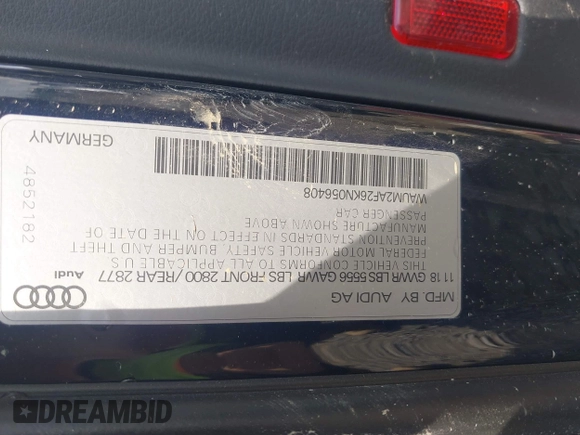 MFD. BY AUDI AG
Audi
11 18 GVWR LBS 5556 GAWR LBS FRONT 2800 / REAR 2877
THIS VEHICLE CONFORMS TO ALL APPLICABLE U S
FEDERAL MOTOR VEHICLE SAFETY, BUMPER AND THEFT
PREVENTION STANDARDS IN EFFECT ON THE DATE OF
MANUFACTURE SHOWN ABOVE
PASSENGER CAR
WAUM2AF26KN056408
GERMANY
4852182
DREAMBID